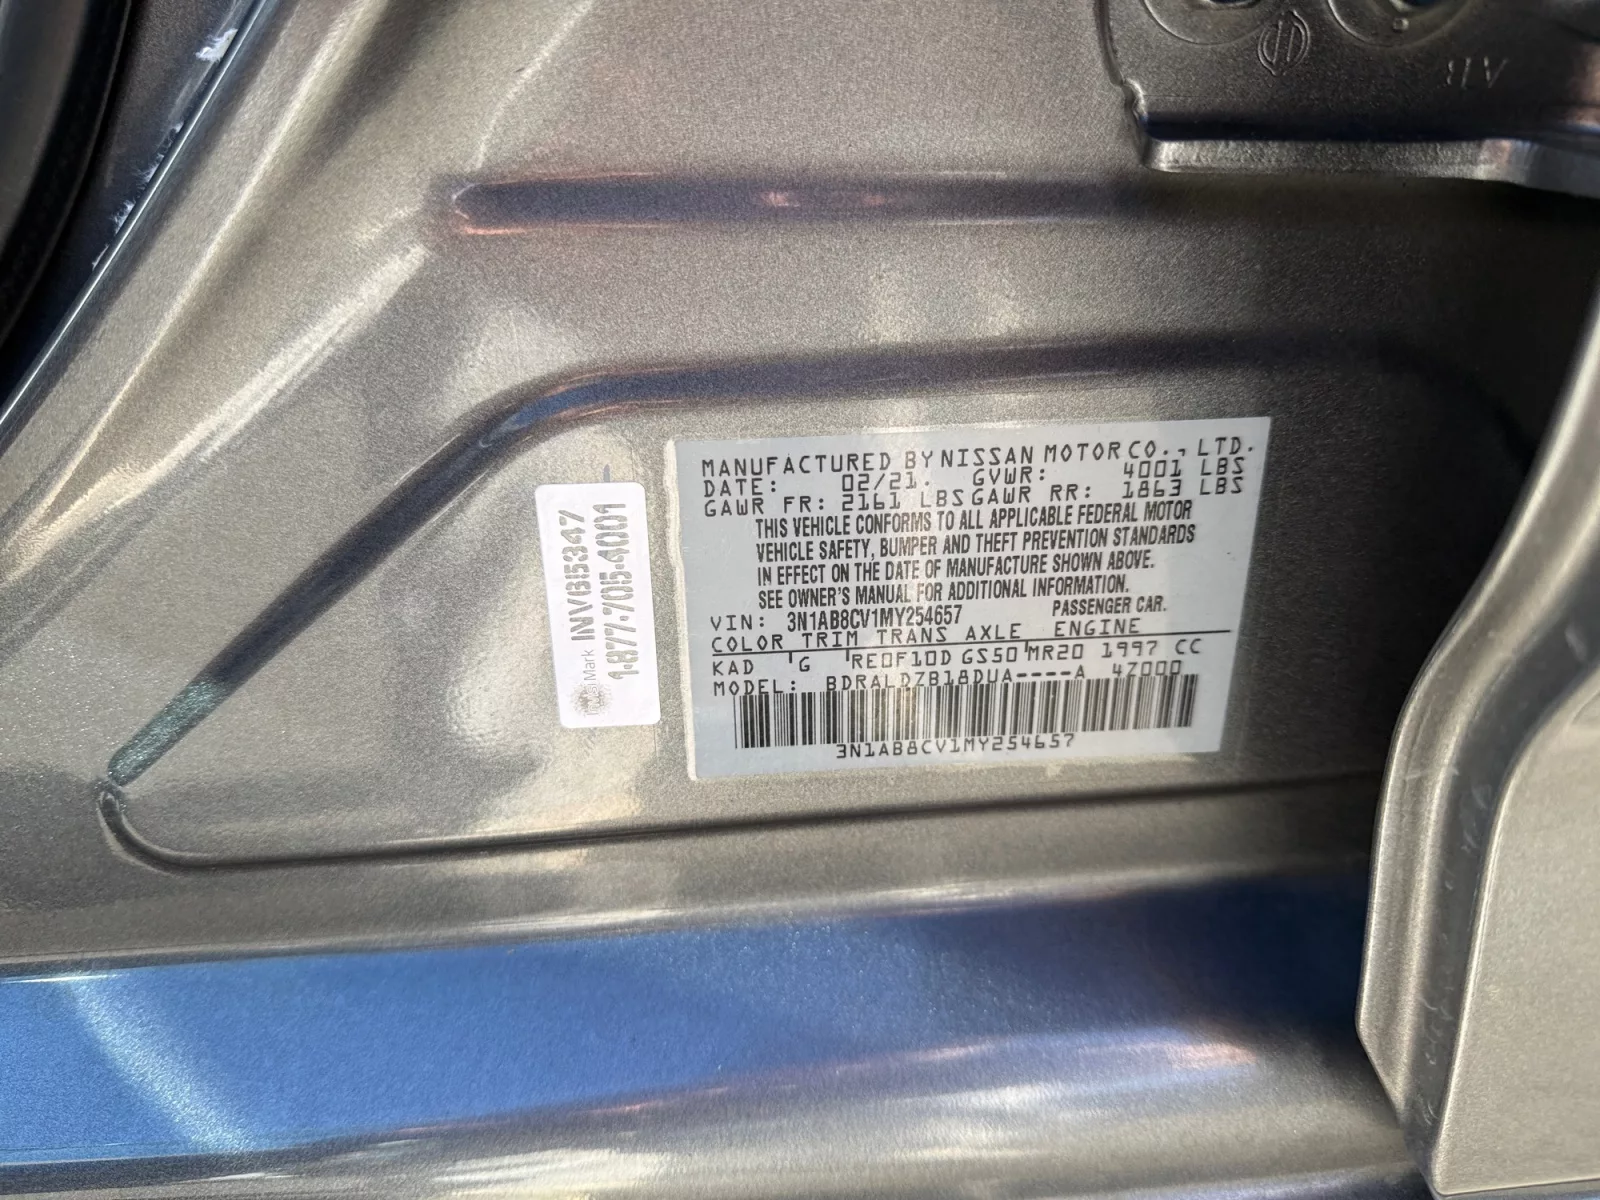 MANUFACTURED BY NISSAN MOTOR CO., LTD.
DATE: 02/21. GVWR: 4001 LBS
GAWR FR: 2161 LBS GAWR RR: 1863 LBS
THIS VEHICLE CONFORMS TO ALL APPLICABLE FEDERAL MOTOR
VEHICLE SAFETY, BUMPER AND THEFT PREVENTION STANDARDS
IN EFFECT ON THE DATE OF MANUFACTURE SHOWN ABOVE.
SEE OWNER'S MANUAL FOR ADDITIONAL INFORMATION.
VIN: 3N1AB8CV1MY254657 PASSENGER CAR.
COLOR TRIM TRANS AXLE ENGINE
KAD G RE0F10D GS50 MR20 1997 CC
MODEL: BDRALDZB18DUA----A 4Z000
3N1AB8CV1MY254657
Mark INV615347
1-877-705-4001